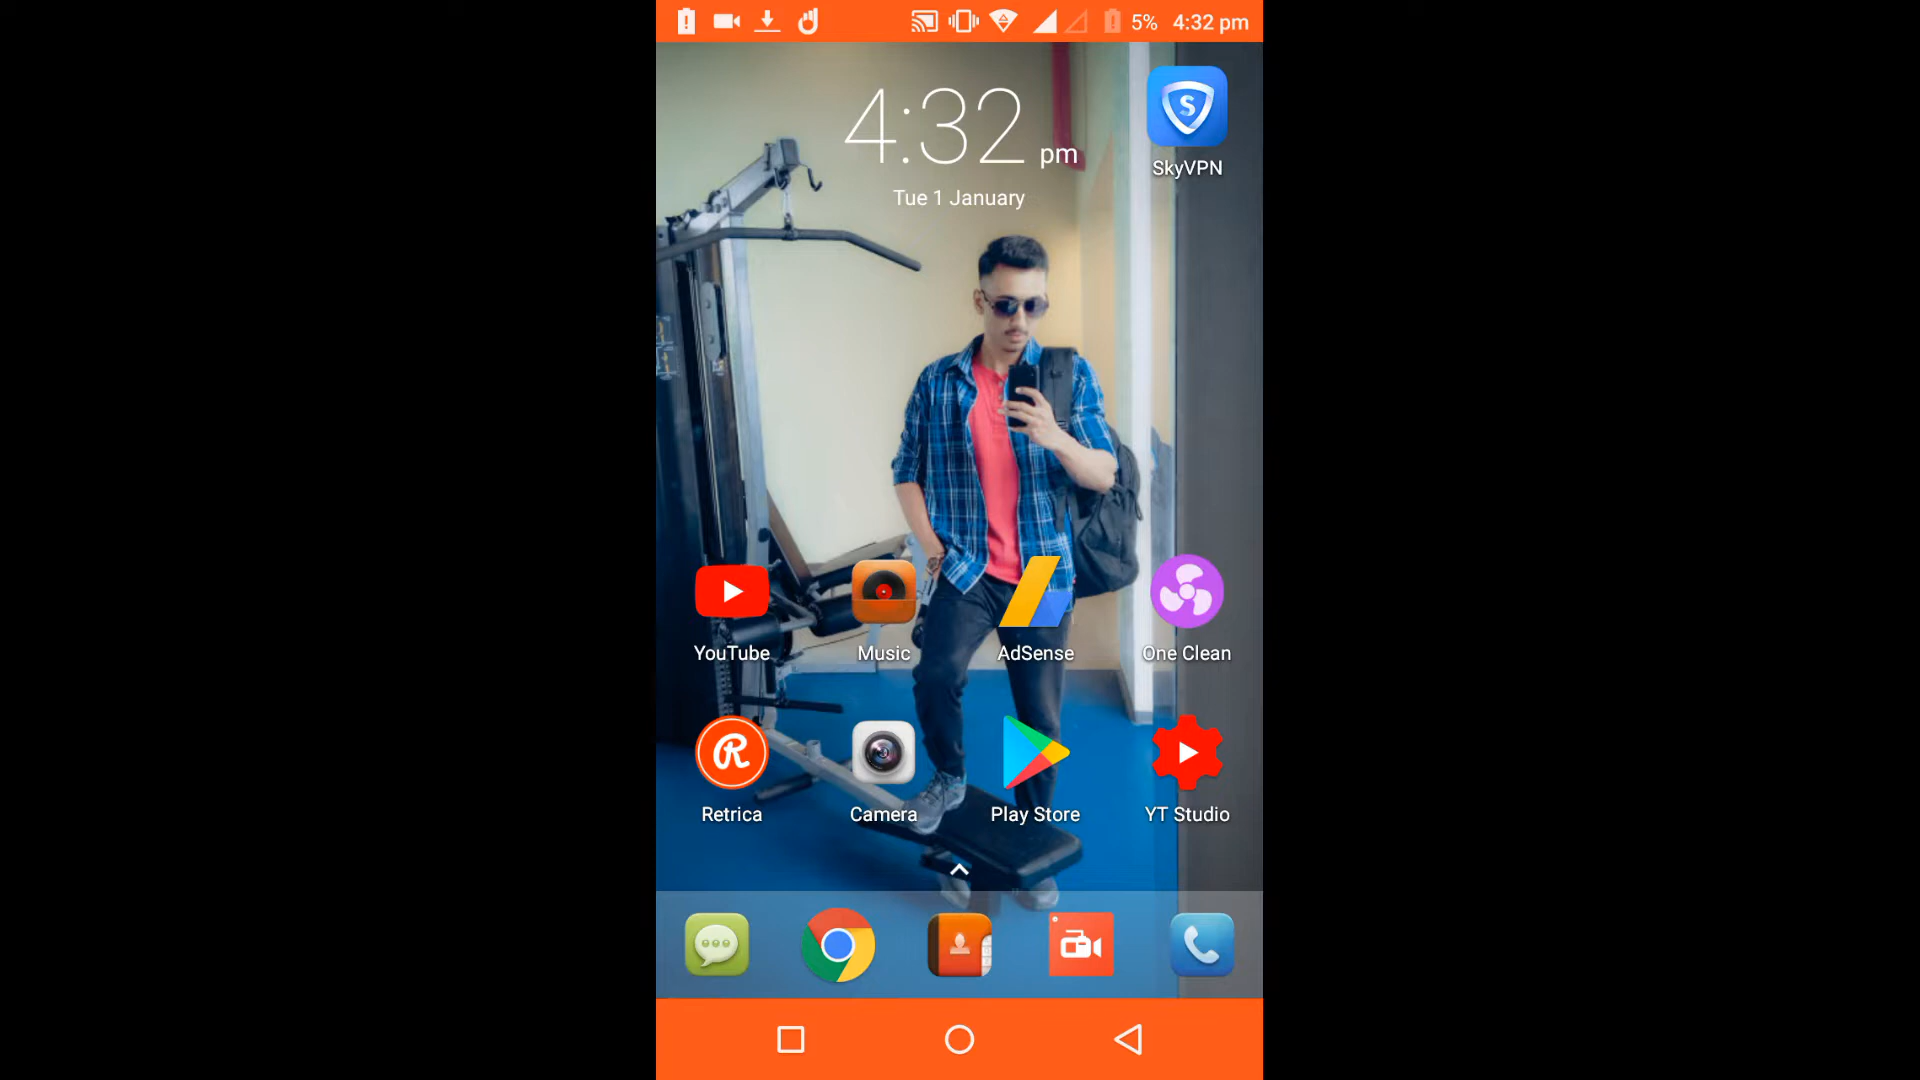 5% 4:32 pm
4:32 pm
Tue 1 January
S
SkyVPN
YouTube
Music
AdSense
One Clean
R
Retrica
Camera
Play Store
YT Studio